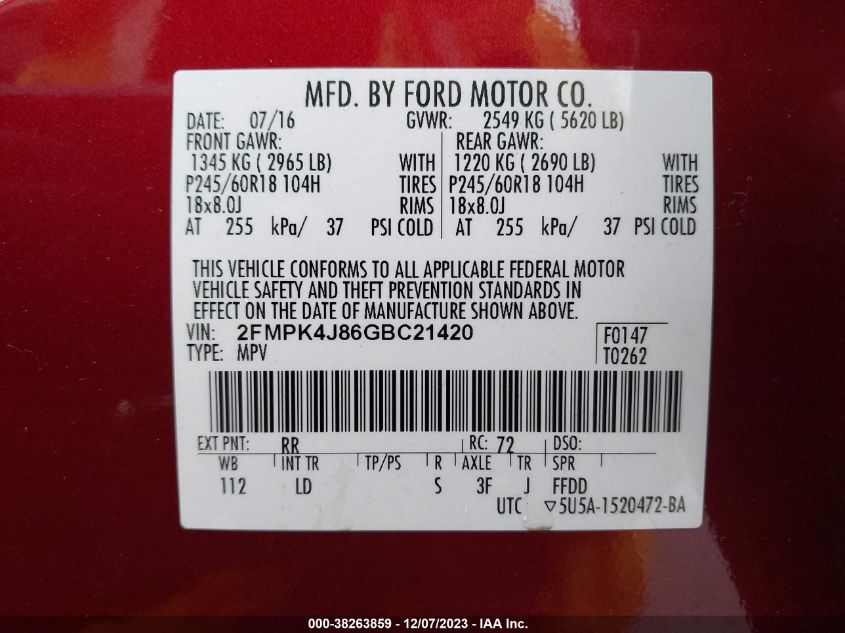 MFD. BY FORD MOTOR CO.
DATE: 07/16 GVWR: 2549 KG ( 5620 LB)
FRONT GAWR: REAR GAWR:
1345 KG ( 2965 LB) WITH 1220 KG ( 2690 LB) WITH
P245/60R18 104H TIRES P245/60R18 104H TIRES
18x8.0J RIMS 18x8.0J RIMS
AT 255 kPa/ 37 PSI COLD AT 255 kPa/ 37 PSI COLD
THIS VEHICLE CONFORMS TO ALL APPLICABLE FEDERAL MOTOR
VEHICLE SAFETY AND THEFT PREVENTION STANDARDS IN
EFFECT ON THE DATE OF MANUFACTURE SHOWN ABOVE.
VIN: 2FMPK4J86GBC21420 F0147
TYPE: MPV T0262
EXT PNT: RR RC: 72 DSO:
WB INT TR TP/PS R AXLE TR SPR
112 LD S 3F J FFDD
UTC ▽5U5A-1520472-BA
000-38263859 - 12/07/2023 - IAA Inc.